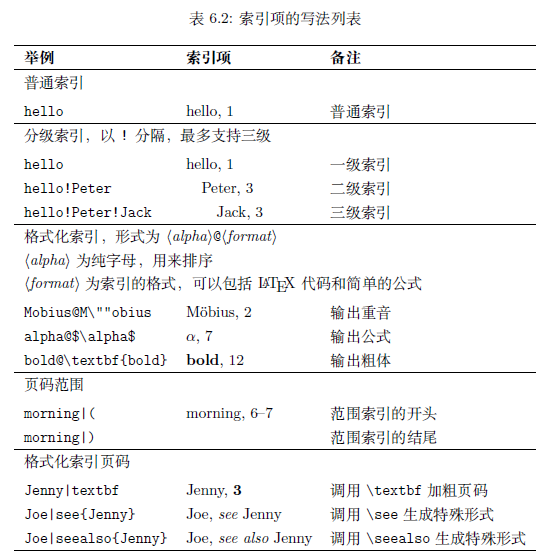 表 6.2: 索引项的写法列表
举例 索引项 备注
普通索引
hello hello, 1 普通索引
分级索引，以 ! 分隔，最多支持三级
hello hello, 1 一级索引
hello!Peter Peter, 3 二级索引
hello!Peter!Jack Jack, 3 三级索引
格式化索引，形式为 ⟨alpha⟩@⟨format⟩
⟨alpha⟩ 为纯字母，用来排序
⟨format⟩ 为索引的格式，可以包括 LATEX 代码和简单的公式
Mobius@M\""obius Möbius, 2 输出重音
alpha@$\alpha$ α, 7 输出公式
bold@\textbf{bold} bold, 12 输出粗体
页码范围
morning|( morning, 6–7 范围索引的开头
morning|) 范围索引的结尾
格式化索引页码
Jenny|textbf Jenny, 3 调用 \textbf 加粗页码
Joe|see{Jenny} Joe, see Jenny 调用 \see 生成特殊形式
Joe|seealso{Jenny} Joe, see also Jenny 调用 \seealso 生成特殊形式